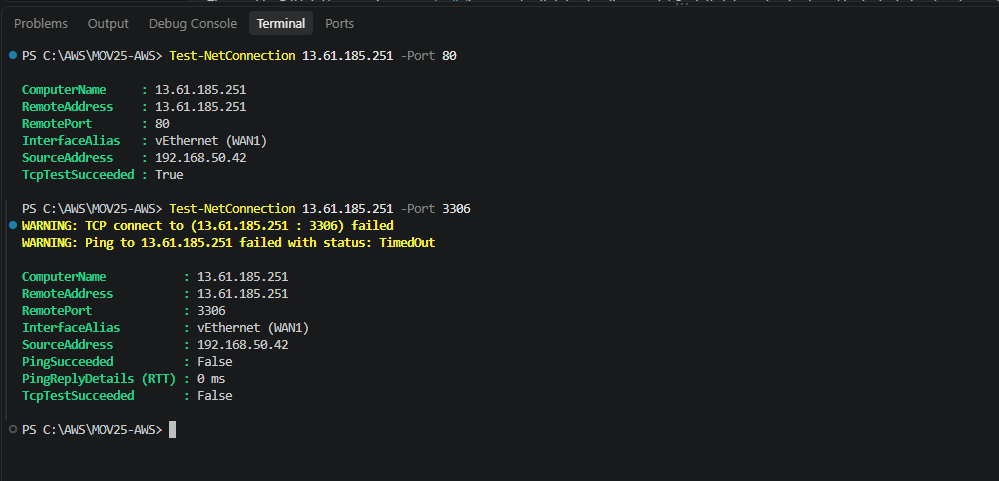 Problems Output Debug Console Terminal Ports
PS C:\AWS\MOV25-AWS> Test-NetConnection 13.61.185.251 -Port 80
ComputerName     : 13.61.185.251
RemoteAddress    : 13.61.185.251
RemotePort       : 80
InterfaceAlias   : vEthernet (WAN1)
SourceAddress    : 192.168.50.42
TcpTestSucceeded : True
PS C:\AWS\MOV25-AWS> Test-NetConnection 13.61.185.251 -Port 3306
WARNING: TCP connect to (13.61.185.251 : 3306) failed
WARNING: Ping to 13.61.185.251 failed with status: TimedOut
ComputerName           : 13.61.185.251
RemoteAddress          : 13.61.185.251
RemotePort             : 3306
InterfaceAlias         : vEthernet (WAN1)
SourceAddress          : 192.168.50.42
PingSucceeded          : False
PingReplyDetails (RTT) : 0 ms
TcpTestSucceeded       : False
PS C:\AWS\MOV25-AWS>